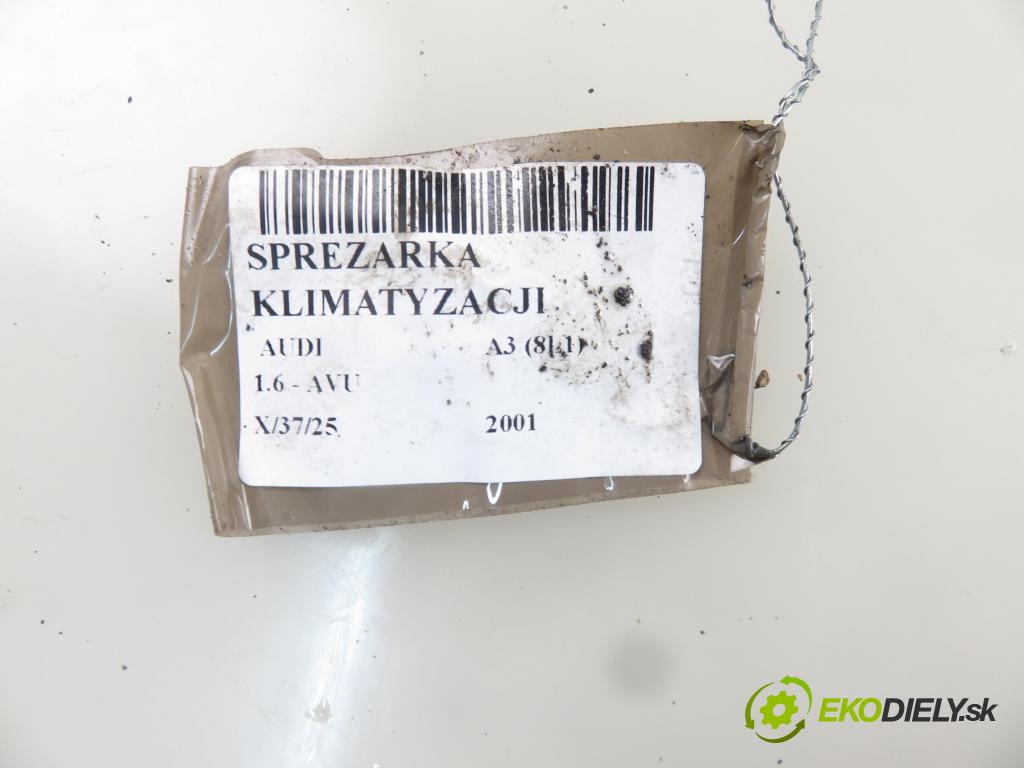 SPREZARKA
KLIMATYZACJI
AUDI A3 (8L1)
1.6 - AVU
X/37/25 2001
EKODIELY.sk